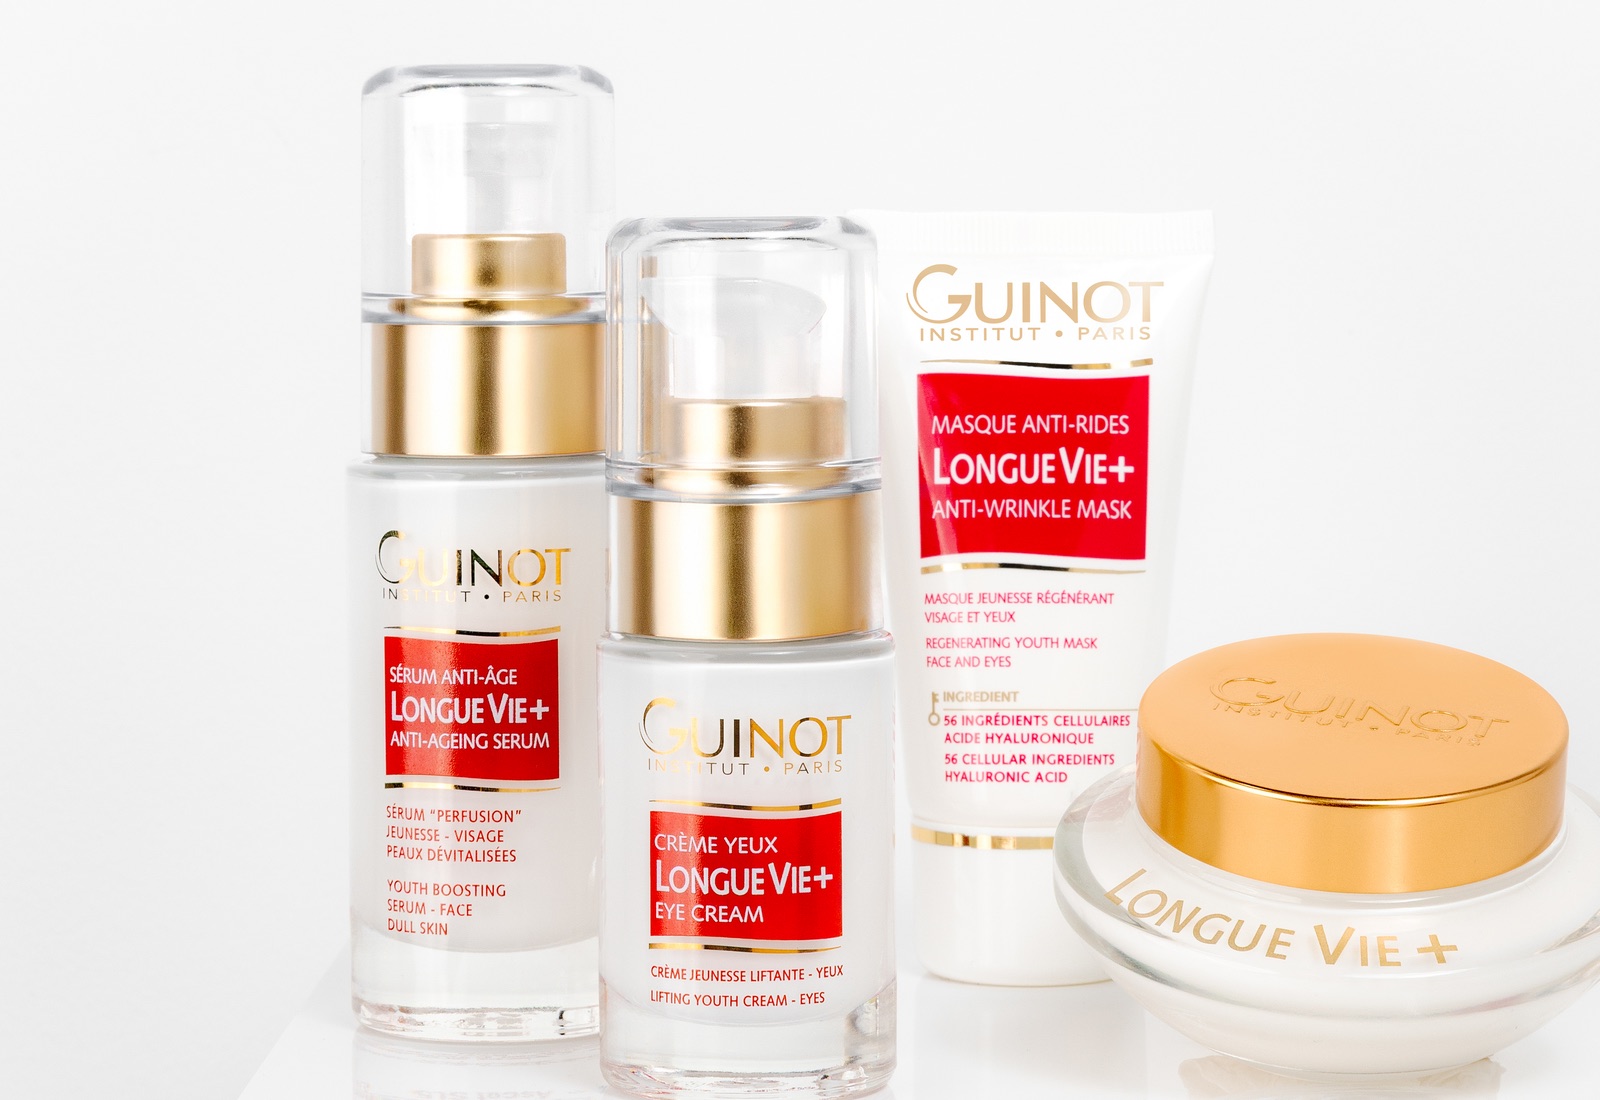 GUINOT
INSTITUT • PARIS
SÉRUM ANTI-ÂGE
LONGUE VIE+
ANTI-AGEING SERUM
SÉRUM “PERFUSION”
JEUNESSE - VISAGE
PEAUX DÉVITALISÉES
YOUTH BOOSTING
SERUM - FACE
DULL SKIN
GUINOT
INSTITUT • PARIS
CRÈME YEUX
LONGUE VIE+
EYE CREAM
CRÈME JEUNESSE LIFTANTE - YEUX
LIFTING YOUTH CREAM - EYES
GUINOT
INSTITUT • PARIS
MASQUE ANTI-RIDES
LONGUE VIE+
ANTI-WRINKLE MASK
MASQUE JEUNESSE RÉGÉNÉRANT
VISAGE ET YEUX
REGENERATING YOUTH MASK
FACE AND EYES
INGREDIENT
56 INGRÉDIENTS CELLULAIRES
ACIDE HYALURONIQUE
56 CELLULAR INGREDIENTS
HYALURONIC ACID
GUINOT
INSTITUT • PARIS
LONGUE VIE +